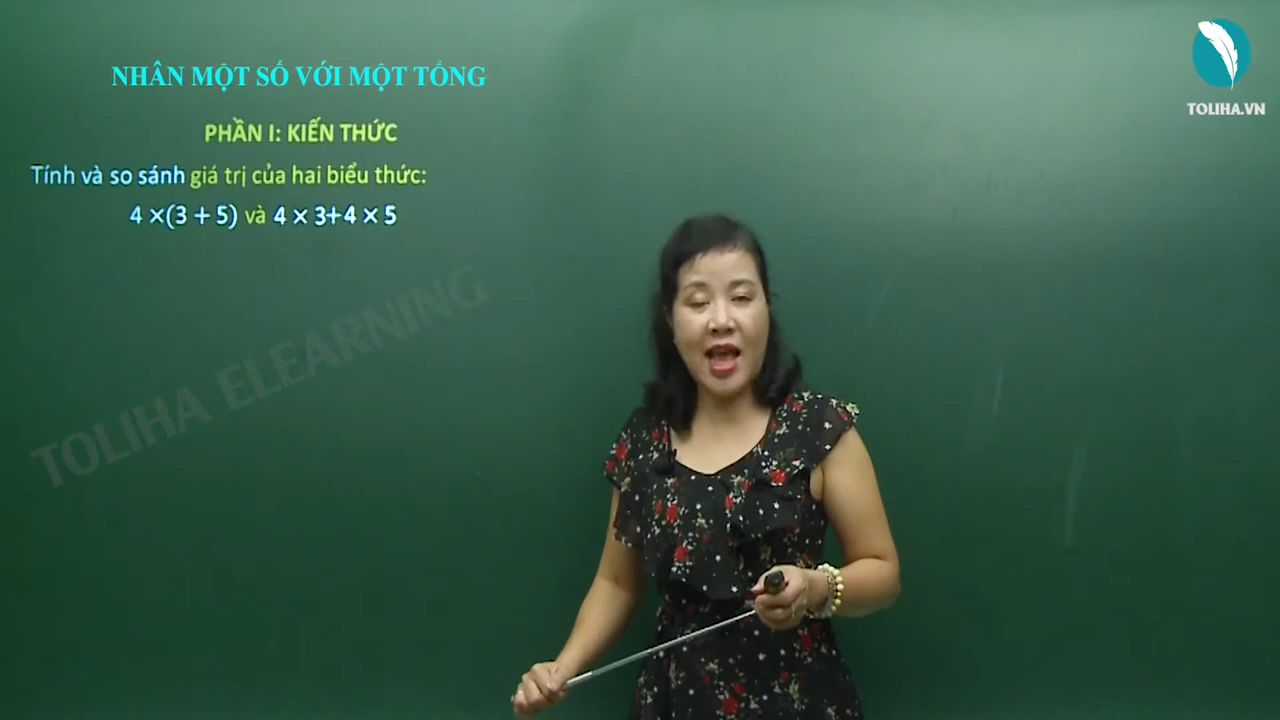 NHÂN MỘT SỐ VỚI MỘT TỔNG
PHẦN I: KIẾN THỨC
Tính và so sánh giá trị của hai biểu thức:
4 ×(3 + 5) và 4 × 3+4 × 5
TOLIHA ELEARNING
TOLIHA.VN